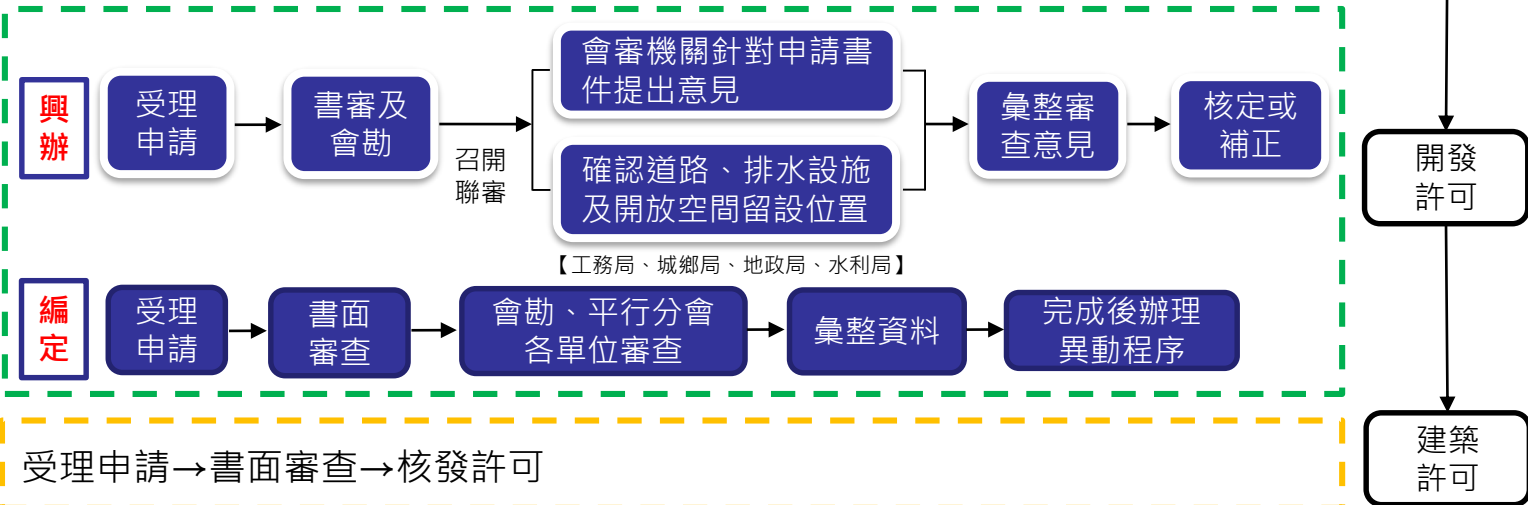 興
辦
受理
申請
書審及
會勘
召開
聯審
會審機關針對申請書
件提出意見
確認道路、排水設施
及開放空間留設位置
【工務局、城鄉局、地政局、水利局】
彙整審
查意見
核定或
補正
開發
許可
編
定
受理
申請
書面
審查
會勘、平行分會
各單位審查
彙整資料
完成後辦理
異動程序
受理申請→書面審查→核發許可
建築
許可